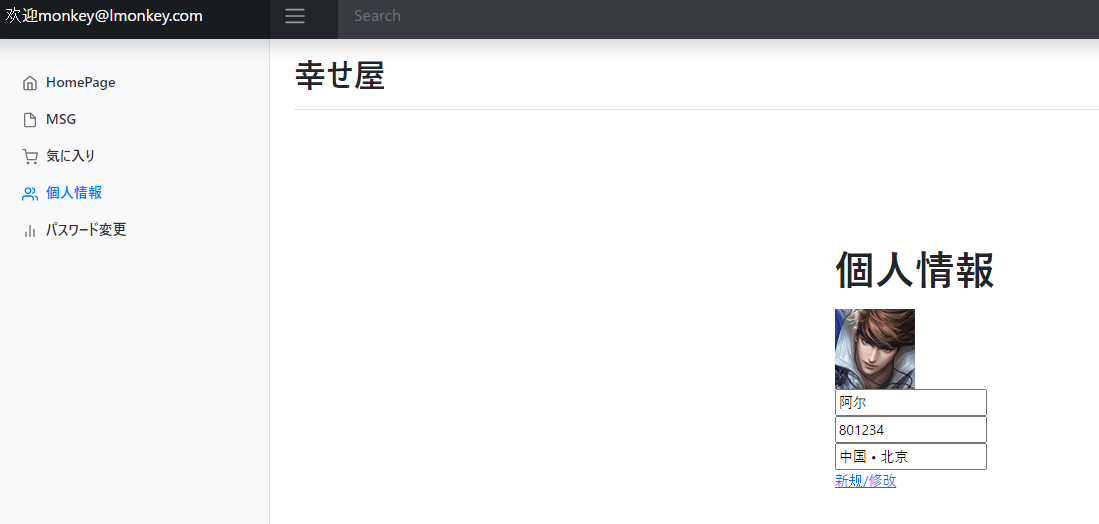 欢迎monkey@lmonkey.com
Search
HomePage
MSG
気に入り
個人情報
パスワード変更
幸せ屋
個人情報
阿尔
801234
中国•北京
新规/修改